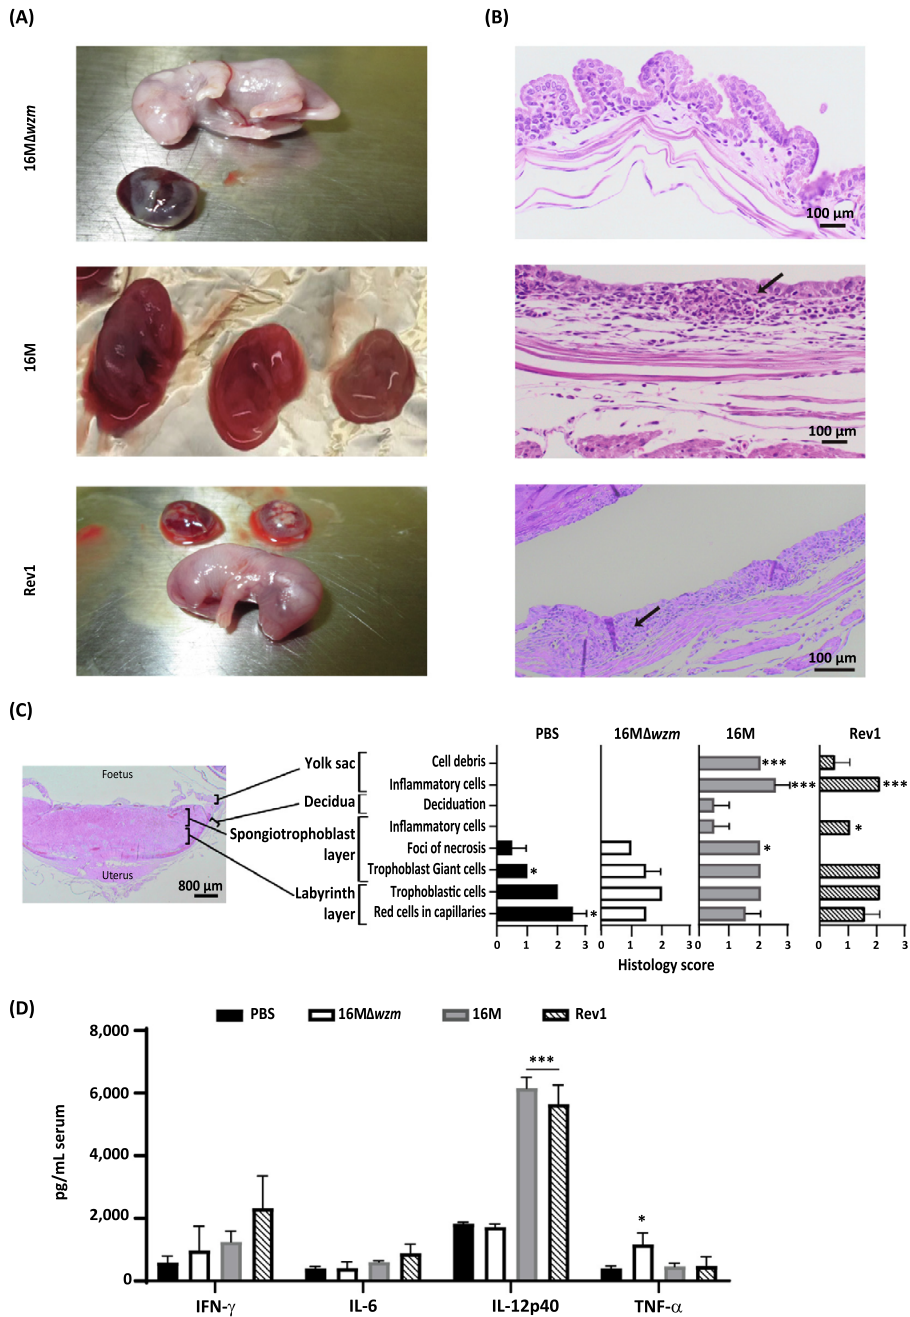 (A)
(B)
16MΔwzm
100 µm
16M
100 µm
Rev1
100 µm
(C)
PBS
16MΔwzm
16M
Rev1
Foetus
Uterus
800 µm
Yolk sac
Decidua
Spongiotrophoblast
layer
Labyrinth
layer
Cell debris
***
Inflammatory cells
***
***
Deciduation
Inflammatory cells
*
Foci of necrosis
*
Trophoblast Giant cells
*
Trophoblastic cells
Red cells in capillaries
*
0 1 2 3
0 1 2 3
0 1 2 3
0 1 2 3
Histology score
(D)
PBS
16MΔwzm
16M
Rev1
pg/mL serum
8,000
6,000
4,000
2,000
0
***
*
IFN-γ
IL-6
IL-12p40
TNF-α